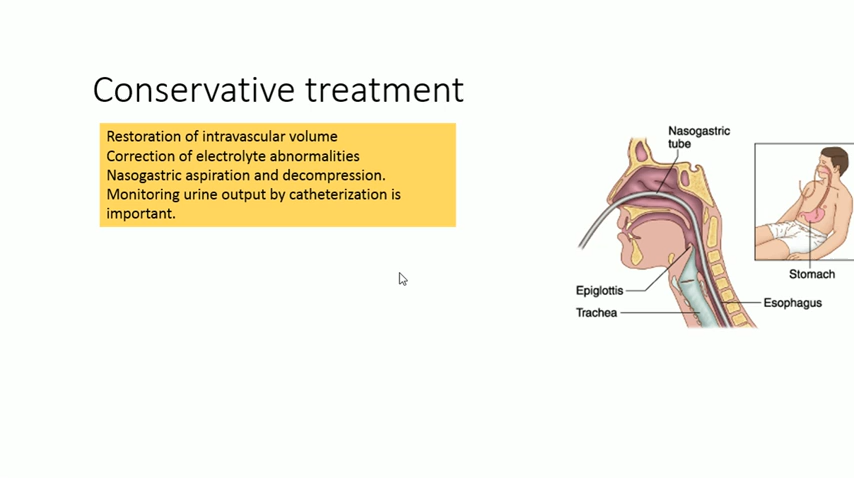 Conservative treatment
Restoration of intravascular volume
Correction of electrolyte abnormalities
Nasogastric aspiration and decompression.
Monitoring urine output by catheterization is
important.
Nasogastric
tube
Stomach
Epiglottis
Esophagus
Trachea